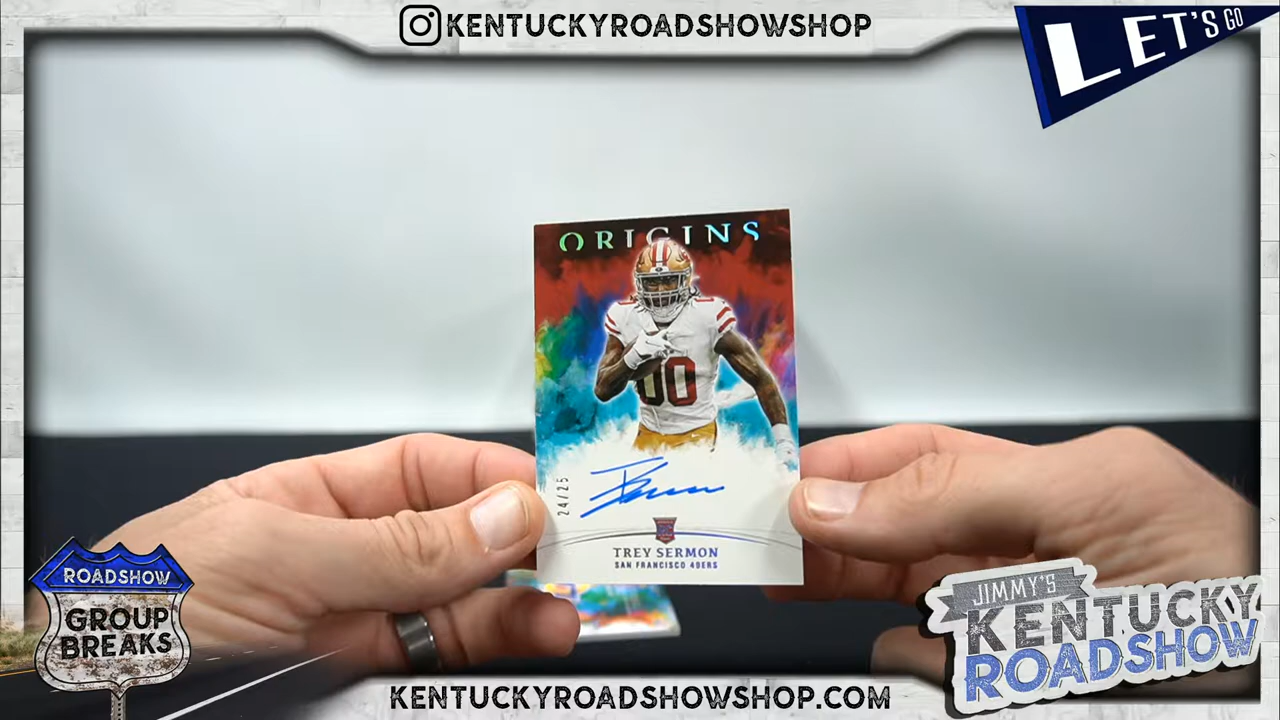 KENTUCKYROADSHOWSHOP
LET'S GO
ORIGINS
00
24/25
TREY SERMON
SAN FRANCISCO 49ERS
ROADSHOW
GROUP
BREAKS
JIMMY'S
KENTUCKY
ROADSHOW
KENTUCKYROADSHOWSHOP.COM